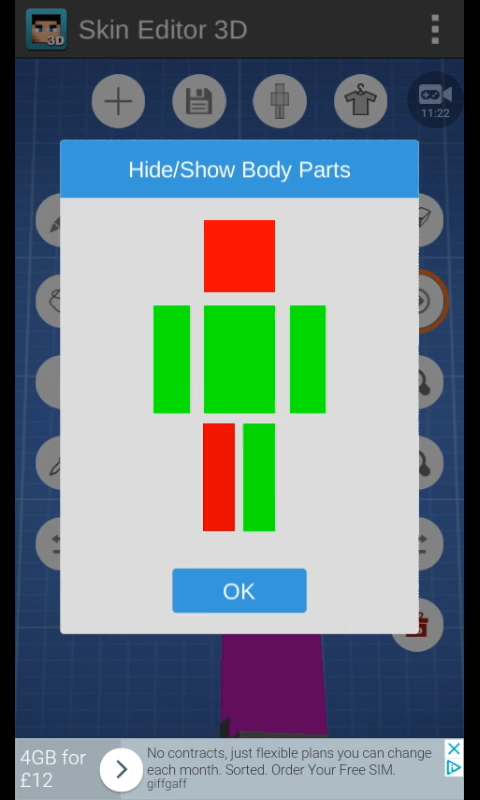 3D
Skin Editor 3D
11:22
Hide/Show Body Parts
OK
4GB for
£12
No contracts, just flexible plans you can change
each month. Sorted. Order Your Free SIM.
giffgaff